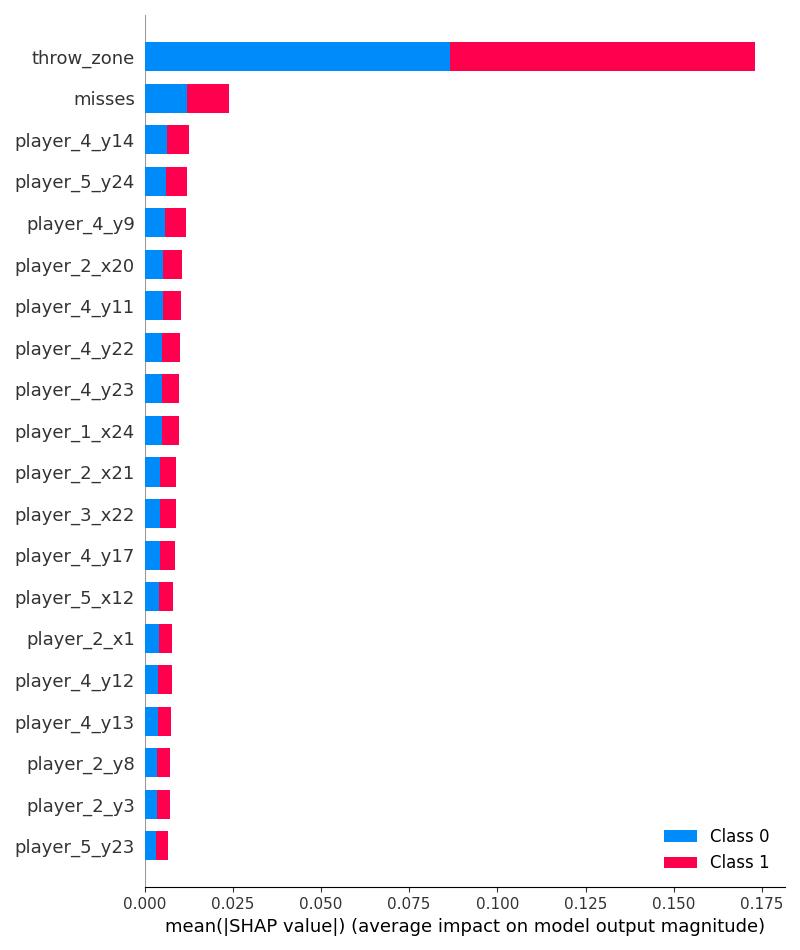 throw_zone
misses
player_4_y14
player_5_y24
player_4_y9
player_2_x20
player_4_y11
player_4_y22
player_4_y23
player_1_x24
player_2_x21
player_3_x22
player_4_y17
player_5_x12
player_2_x1
player_4_y12
player_4_y13
player_2_y8
player_2_y3
player_5_y23
Class 0
Class 1
0.000 0.025 0.050 0.075 0.100 0.125 0.150 0.175
mean(|SHAP value|) (average impact on model output magnitude)